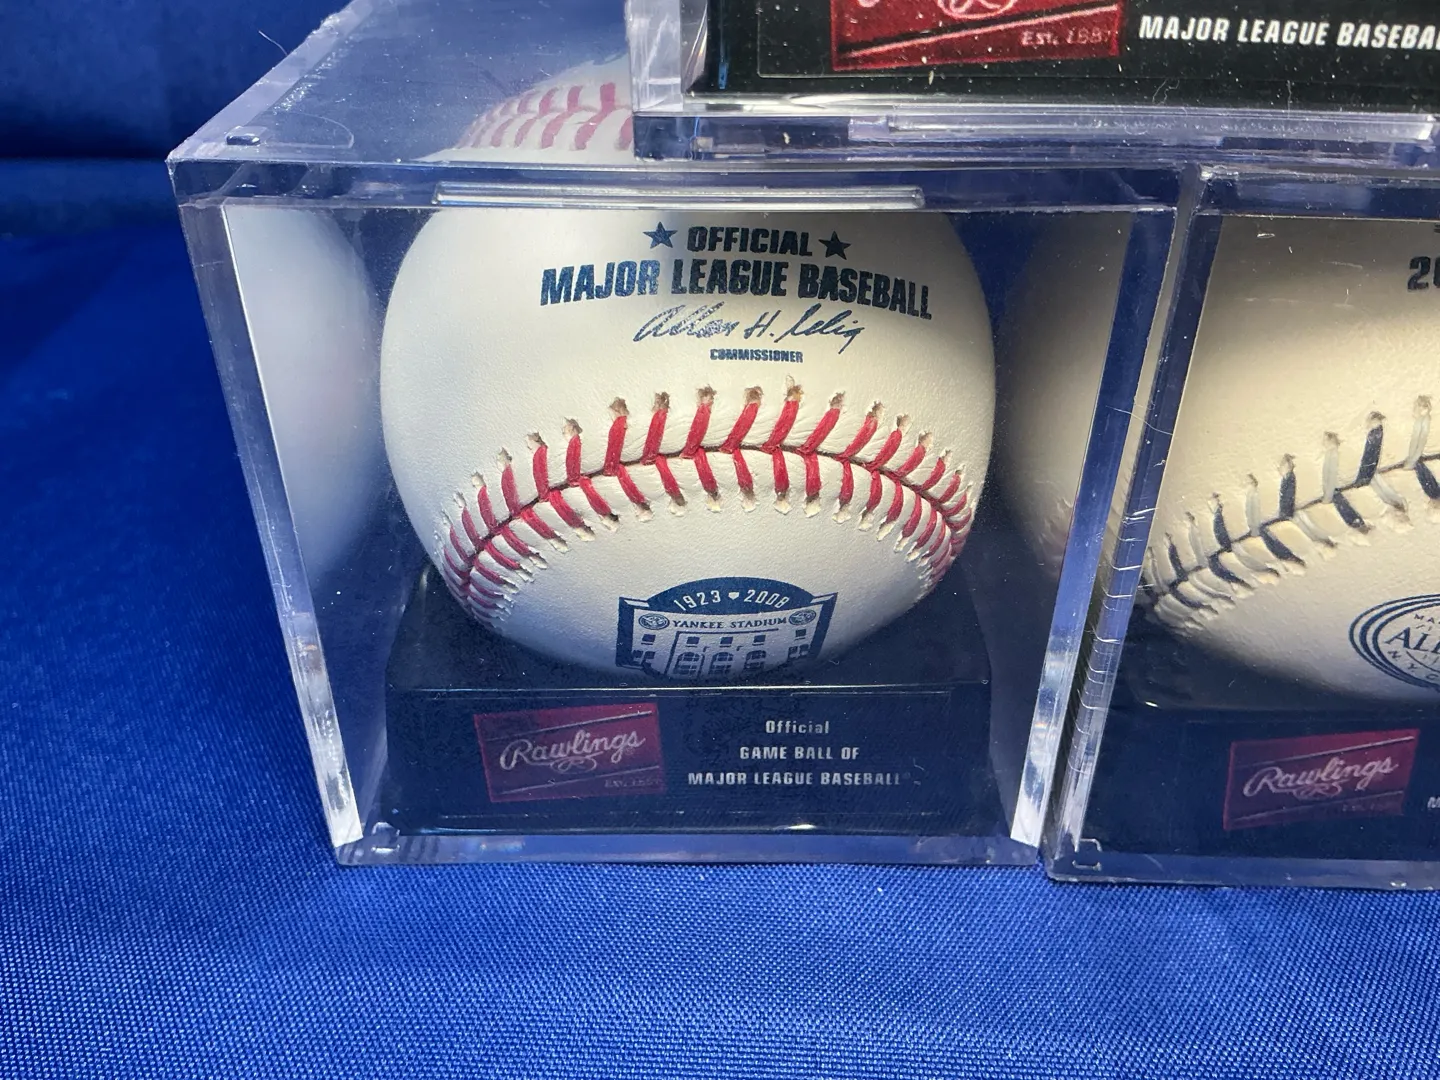 EST. 1887
MAJOR LEAGUE
★ OFFICIAL ★
MAJOR LEAGUE BASEBALL
Allan H. Selig
COMMISSIONER
1923 2008
YANKEE STADIUM
Rawlings
EST. 1887
Official
GAME BALL OF
MAJOR LEAGUE BASEBALL
Rawlings